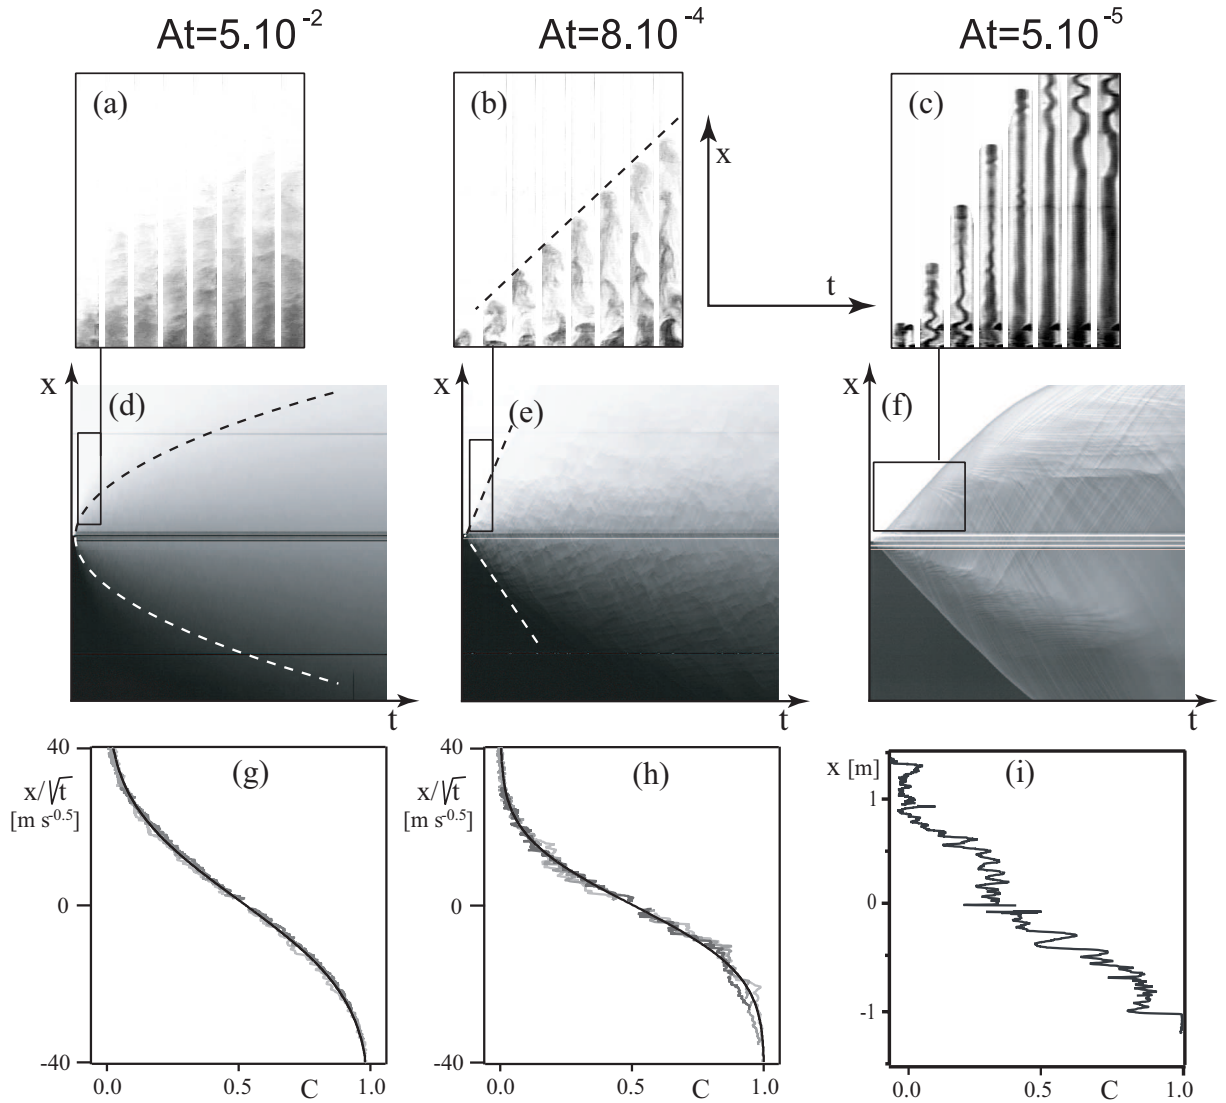 At=5.10⁻² At=8.10⁻⁴ At=5.10⁻⁵
(a) (b) (c)
x
t
x (d) x (e) x (f)
t t t
40 (g) 40 (h) x [m] (i)
x/√t x/√t 1
[m s⁻⁰·⁵] [m s⁻⁰·⁵]
0 0 0
-1
-40 -40
0.0 0.5 C 1.0 0.0 0.5 C 1.0 0.0 0.5 C 1.0